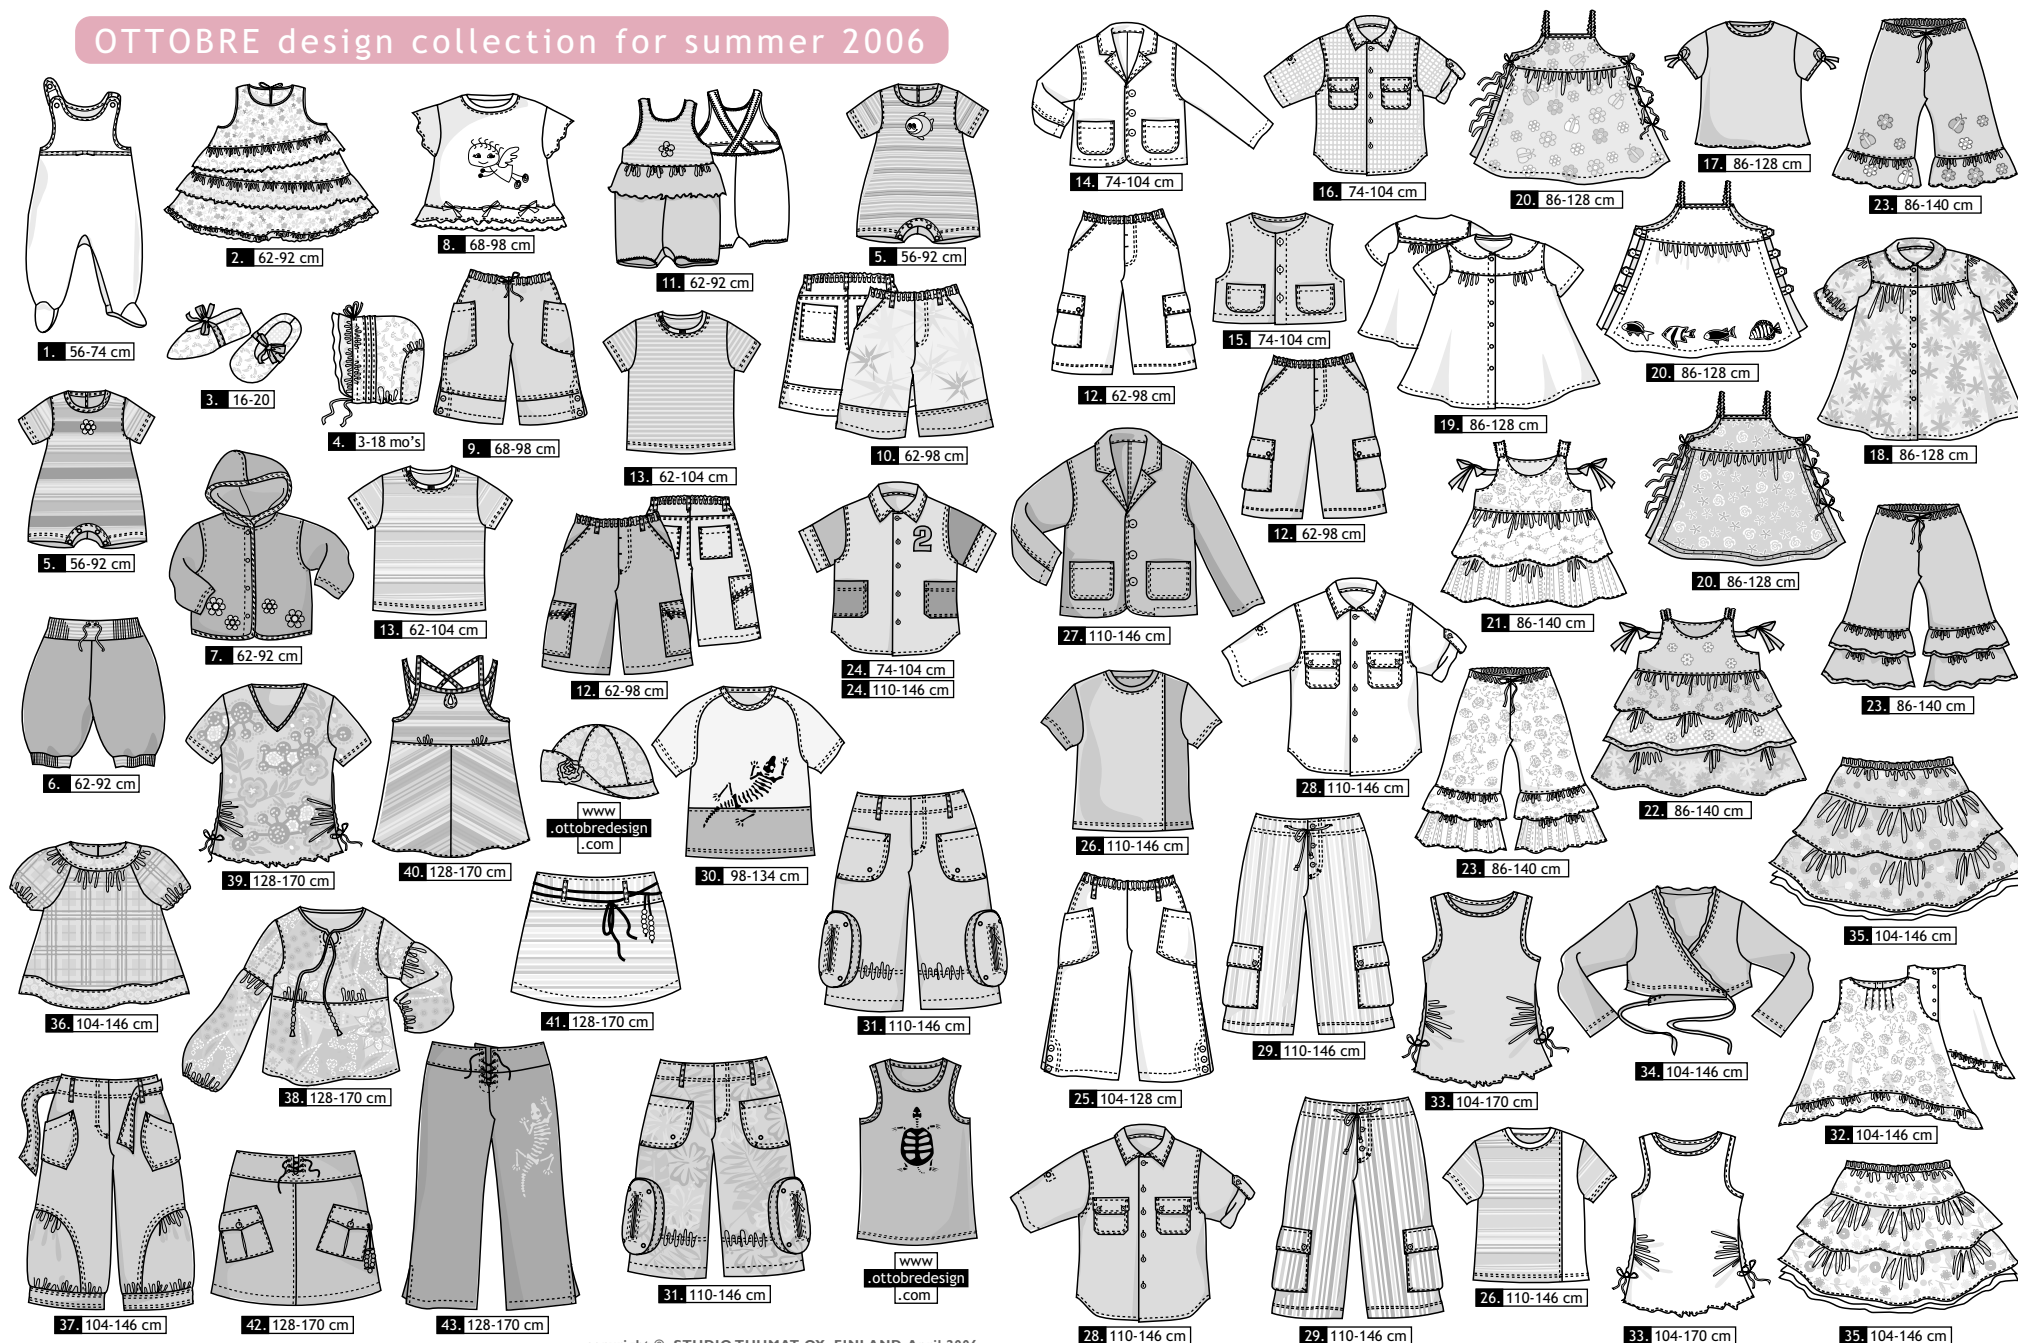 OTTOBRE design collection for summer 2006
1. 56-74 cm
2. 62-92 cm
8. 68-98 cm
11. 62-92 cm
5. 56-92 cm
3. 16-20
4. 3-18 mo's
9. 68-98 cm
13. 62-104 cm
10. 62-98 cm
5. 56-92 cm
7. 62-92 cm
13. 62-104 cm
12. 62-98 cm
2
24. 74-104 cm
24. 110-146 cm
6. 62-92 cm
39. 128-170 cm
40. 128-170 cm
www
.ottobredesign
.com
30. 98-134 cm
36. 104-146 cm
38. 128-170 cm
41. 128-170 cm
31. 110-146 cm
37. 104-146 cm
42. 128-170 cm
43. 128-170 cm
31. 110-146 cm
www
.ottobredesign
.com
14. 74-104 cm
16. 74-104 cm
20. 86-128 cm
17. 86-128 cm
23. 86-140 cm
12. 62-98 cm
15. 74-104 cm
19. 86-128 cm
20. 86-128 cm
18. 86-128 cm
12. 62-98 cm
27. 110-146 cm
21. 86-140 cm
20. 86-128 cm
23. 86-140 cm
28. 110-146 cm
26. 110-146 cm
23. 86-140 cm
22. 86-140 cm
35. 104-146 cm
25. 104-128 cm
29. 110-146 cm
33. 104-170 cm
34. 104-146 cm
32. 104-146 cm
28. 110-146 cm
29. 110-146 cm
26. 110-146 cm
33. 104-170 cm
35. 104-146 cm
copyright © STUDIO TUUMAT OY, FINLAND April 2006